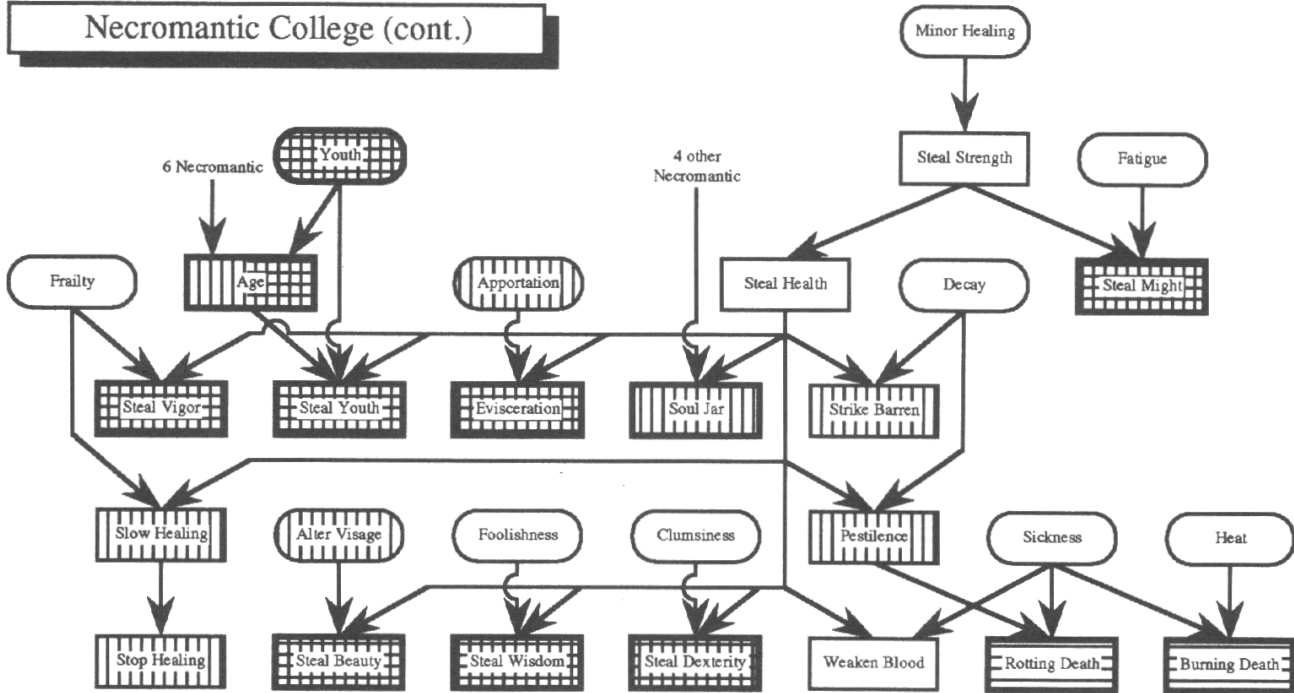 Necromantic College (cont.)
Minor Healing
6 Necromantic
Youth
4 other
Necromantic
Steal Strength
Fatigue
Frailty
Age
Apportation
Steal Health
Decay
Steal Might
Steal Vigor
Steal Youth
Evisceration
Soul Jar
Strike Barren
Slow Healing
Alter Visage
Foolishness
Clumsiness
Pestilence
Sickness
Heat
Stop Healing
Steal Beauty
Steal Wisdom
Steal Dexterity
Weaken Blood
Rotting Death
Burning Death